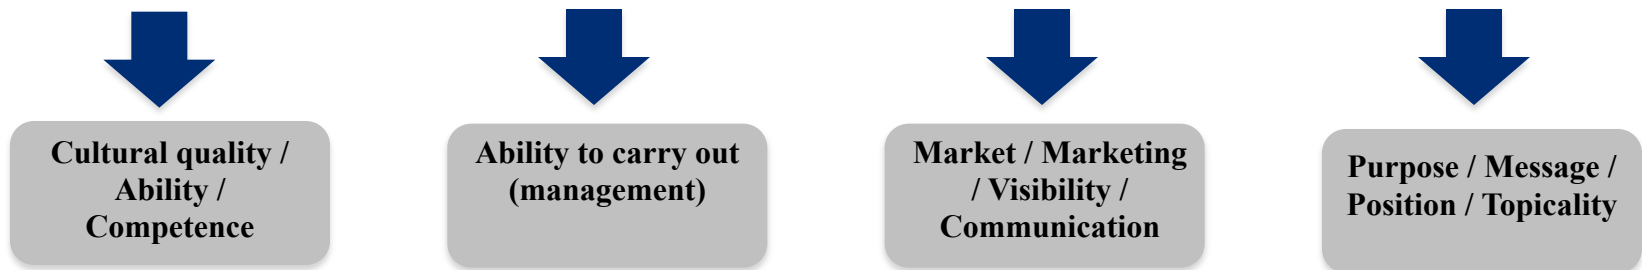 Cultural quality /
Ability /
Competence
Ability to carry out
(management)
Market / Marketing
/ Visibility /
Communication
Purpose / Message /
Position / Topicality